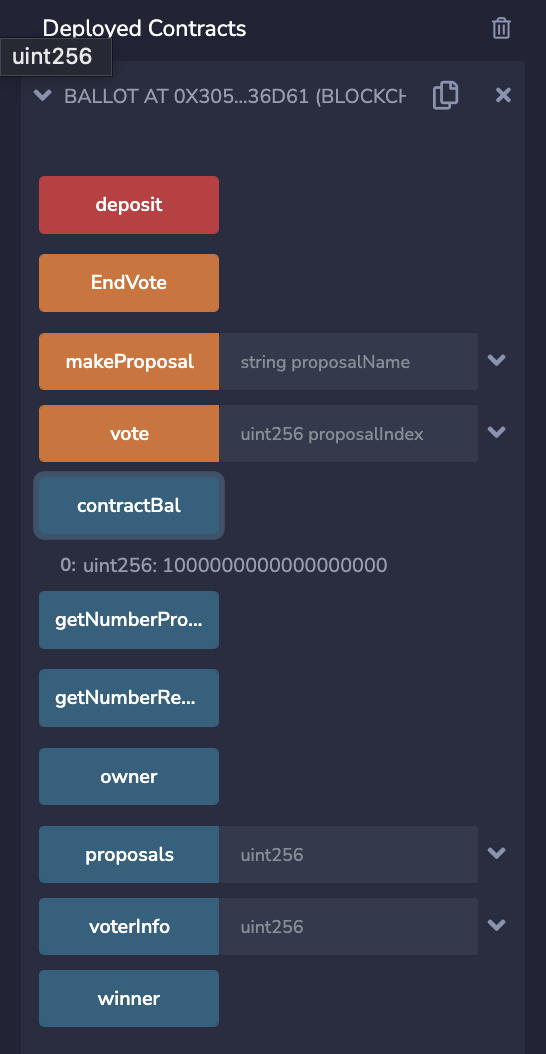 Deployed Contracts
uint256
BALLOT AT 0X305...36D61 (BLOCKCH
deposit
EndVote
makeProposal string proposalName
vote uint256 proposalIndex
contractBal
0: uint256: 1000000000000000000
getNumberPro...
getNumberRe...
owner
proposals uint256
voterInfo uint256
winner